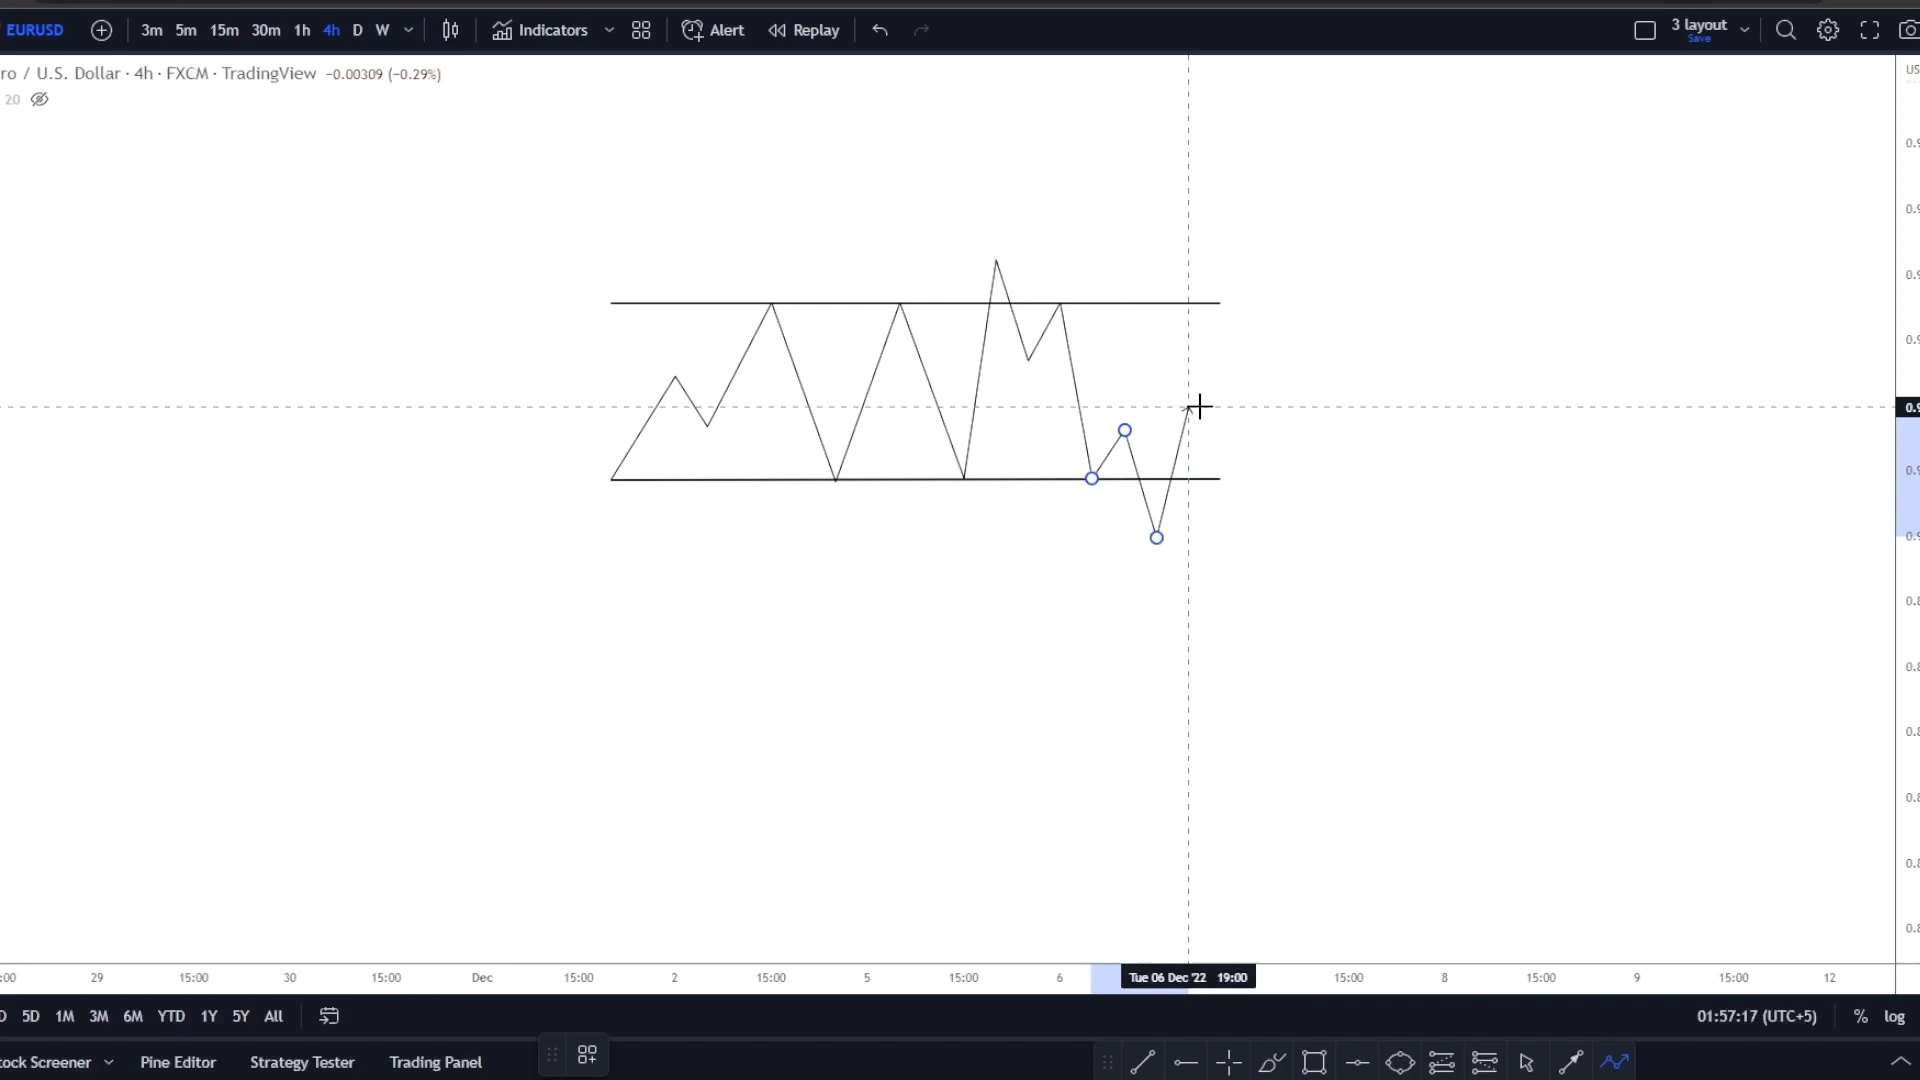 EURUSD 3m 5m 15m 30m 1h 4h D W Indicators Alert Replay 3 layout
Save
ro / U.S. Dollar · 4h · FXCM · TradingView −0.00309 (−0.29%)
20
:00 29 15:00 30 15:00 Dec 15:00 2 15:00 5 15:00 6 Tue 06 Dec '22 19:00 15:00 8 15:00 9 15:00 12
D 5D 1M 3M 6M YTD 1Y 5Y All 01:57:17 (UTC+5) % log
tock Screener Pine Editor Strategy Tester Trading Panel